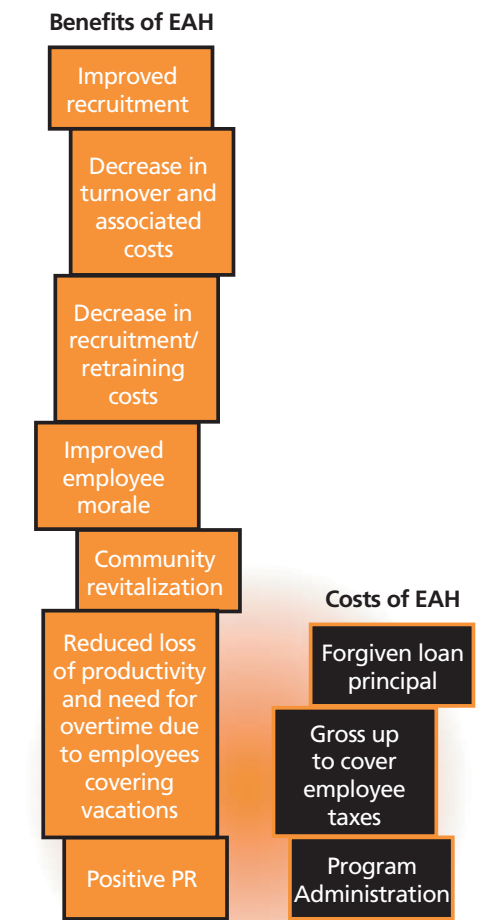 Benefits of EAH
Improved
recruitment
Decrease in
turnover and
associated
costs
Decrease in
recruitment/
retraining
costs
Improved
employee
morale
Community
revitalization
Reduced loss
of productivity
and need for
overtime due
to employees
covering
vacations
Positive PR
Costs of EAH
Forgiven loan
principal
Gross up
to cover
employee
taxes
Program
Administration